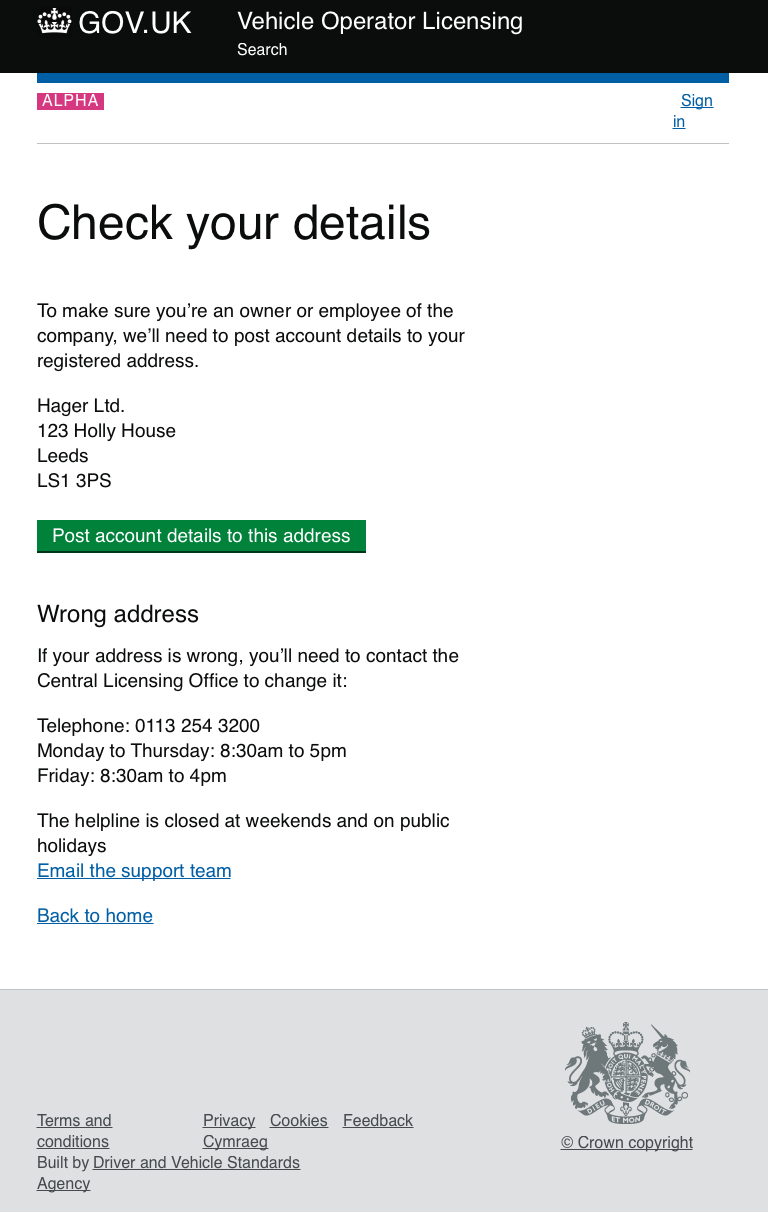 GOV.UK
Vehicle Operator Licensing
Search
ALPHA
Sign
in
Check your details
To make sure you’re an owner or employee of the
company, we’ll need to post account details to your
registered address.
Hager Ltd.
123 Holly House
Leeds
LS1 3PS
Post account details to this address
Wrong address
If your address is wrong, you’ll need to contact the
Central Licensing Office to change it:
Telephone: 0113 254 3200
Monday to Thursday: 8:30am to 5pm
Friday: 8:30am to 4pm
The helpline is closed at weekends and on public
holidays
Email the support team
Back to home
Terms and
conditions
Privacy Cookies Feedback
Cymraeg
Built by Driver and Vehicle Standards
Agency
DIEU ET MON DROIT
© Crown copyright